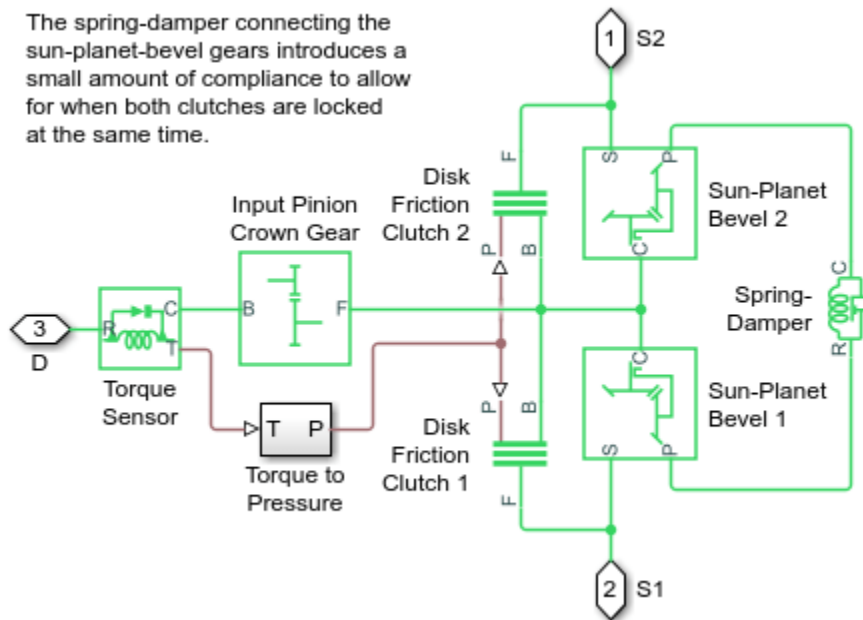 The spring-damper connecting the
sun-planet-bevel gears introduces a
small amount of compliance to allow
for when both clutches are locked
at the same time.
1
S2
F
S
P
Disk
Friction
Clutch 2
Sun-Planet
Bevel 2
Input Pinion
Crown Gear
P
B
C
C
3
D
R
C
T
B
F
Spring-
Damper
R
Torque
Sensor
T
P
Torque to
Pressure
P
B
C
Disk
Friction
Clutch 1
Sun-Planet
Bevel 1
S
P
F
2
S1